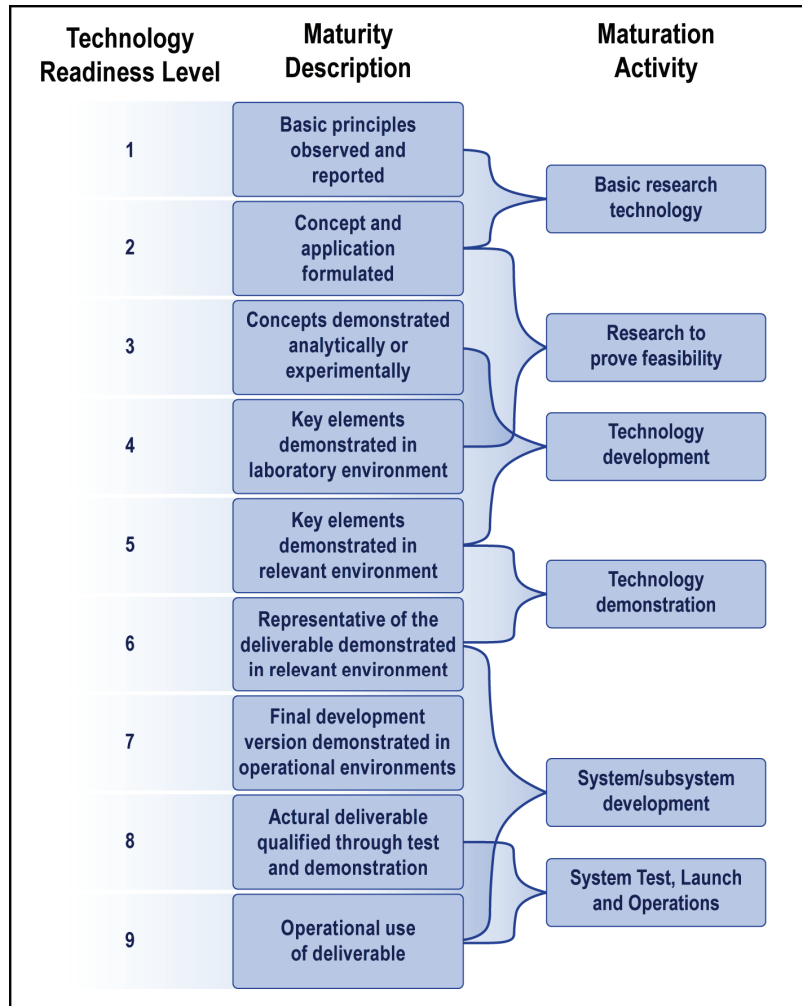 Technology
Readiness Level
Maturity
Description
Maturation
Activity
1
Basic principles
observed and
reported
Basic research
technology
2
Concept and
application
formulated
3
Concepts demonstrated
analytically or
experimentally
Research to
prove feasibility
4
Key elements
demonstrated in
laboratory environment
Technology
development
5
Key elements
demonstrated in
relevant environment
Technology
demonstration
6
Representative of the
deliverable demonstrated
in relevant environment
7
Final development
version demonstrated in
operational environments
System/subsystem
development
8
Actural deliverable
qualified through test
and demonstration
System Test, Launch
and Operations
9
Operational use
of deliverable